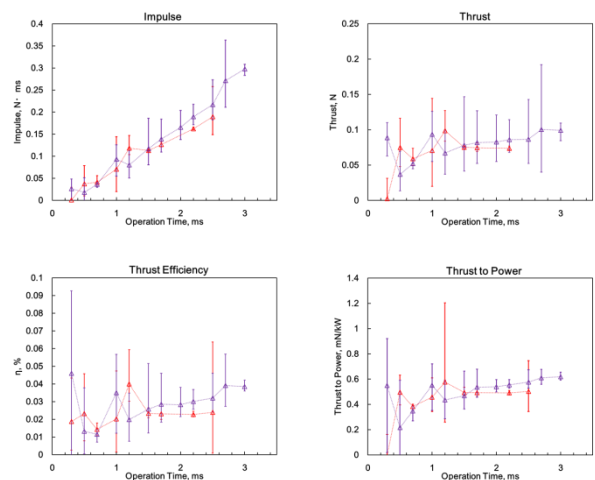 Impulse
0.4
0.35
0.3
0.25
0.2
0.15
0.1
0.05
0
Impulse, N· ms
0 1 2 3
Operation Time, ms
Thrust
0.25
0.2
0.15
0.1
0.05
0
Thrust, N
0 1 2 3
Operation Time, ms
Thrust Efficiency
0.1
0.09
0.08
0.07
0.06
0.05
0.04
0.03
0.02
0.01
0
η, %
0 1 2 3
Operation Time, ms
Thrust to Power
1.4
1.2
1
0.8
0.6
0.4
0.2
0
Thrust to Power, mN/kW
0 1 2 3
Operation Time, ms